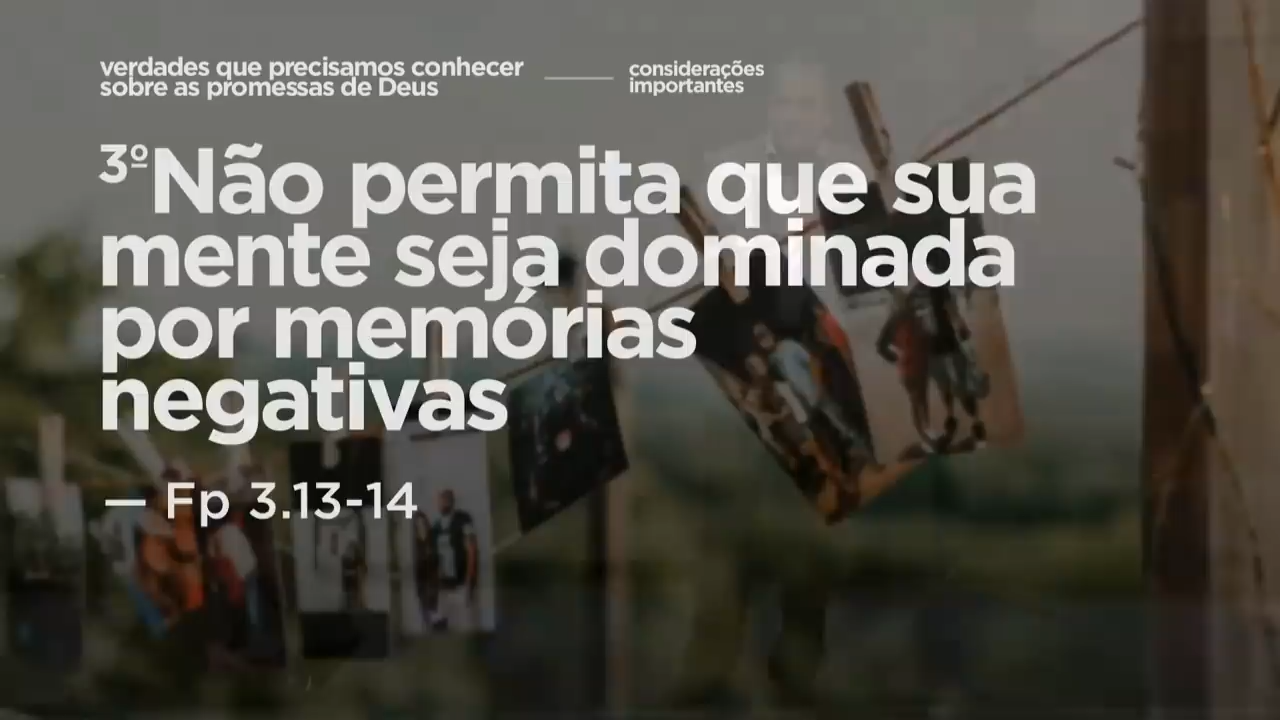 verdades que precisamos conhecer
sobre as promessas de Deus
considerações
importantes
3º Não permita que sua
mente seja dominada
por memórias
negativas
— Fp 3.13-14